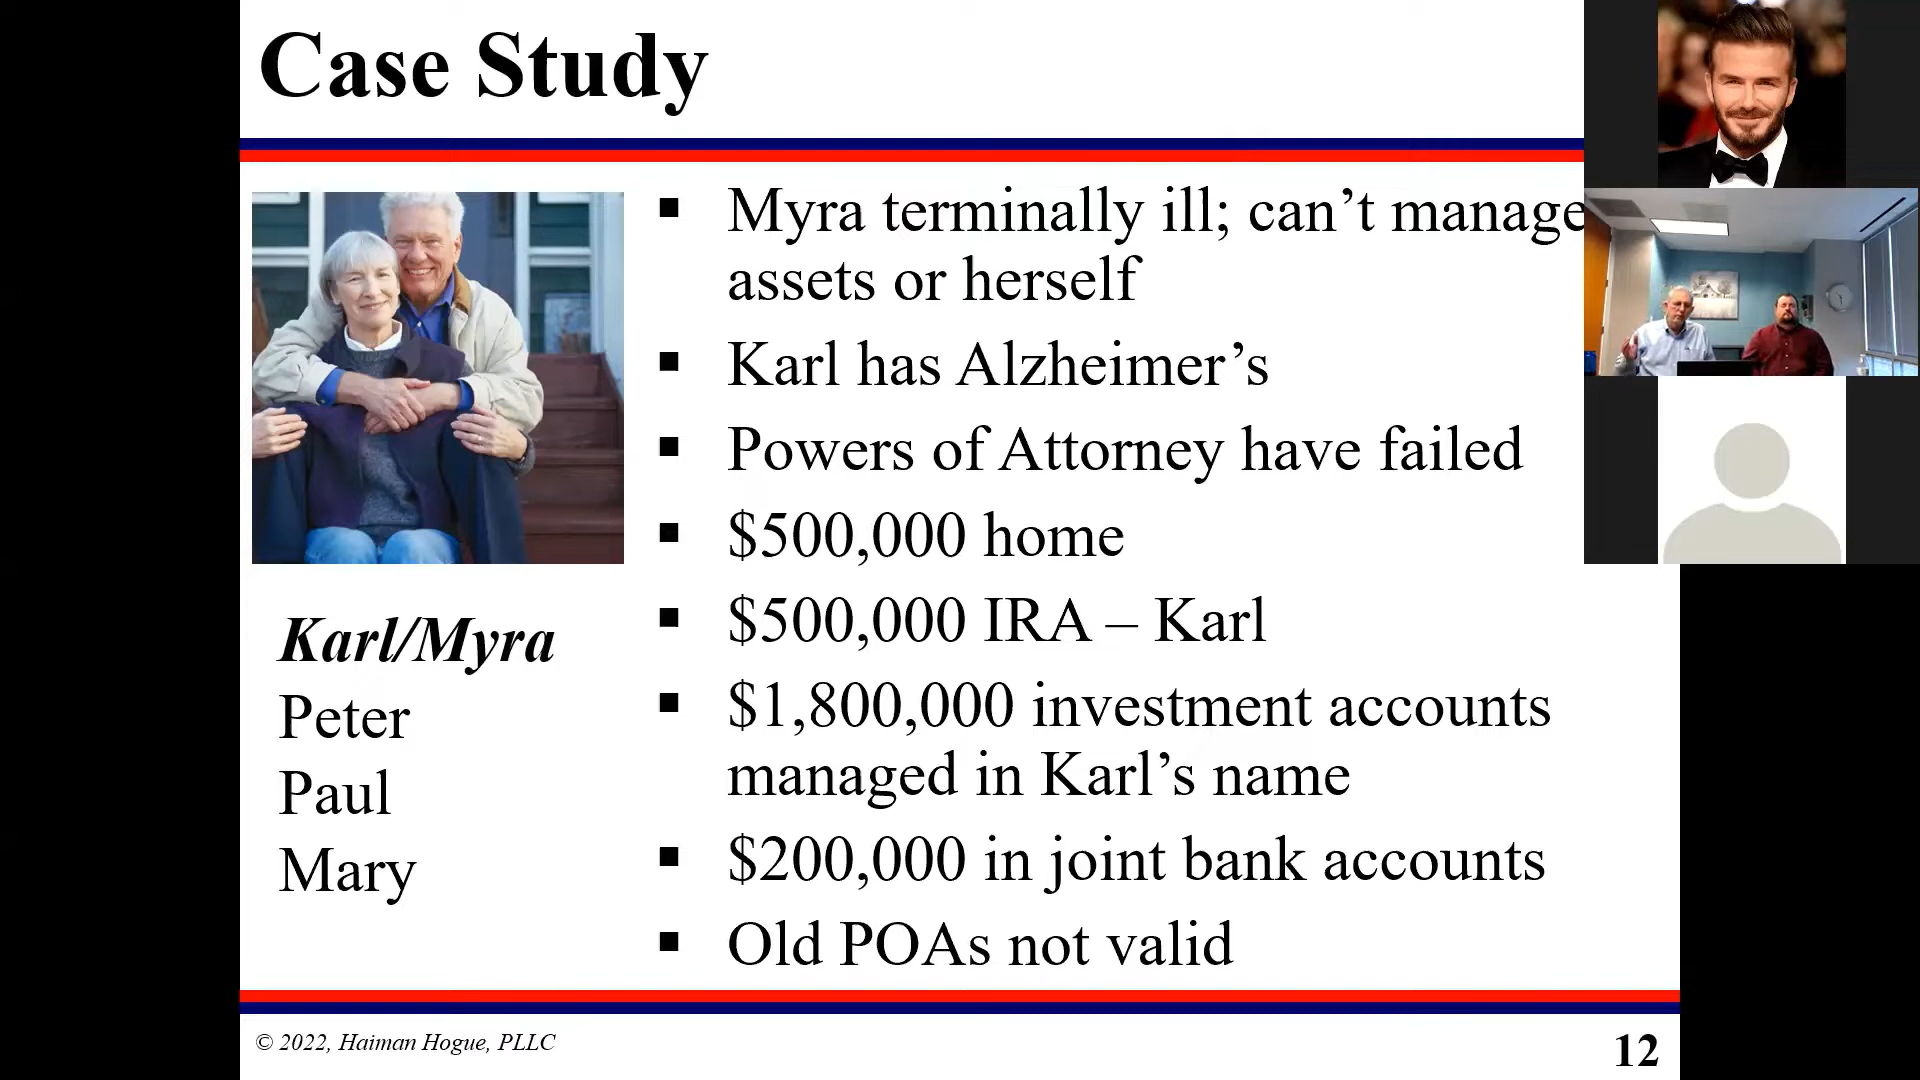 Case Study
▪ Myra terminally ill; can’t manage
assets or herself
▪ Karl has Alzheimer’s
▪ Powers of Attorney have failed
▪ $500,000 home
▪ $500,000 IRA – Karl
▪ $1,800,000 investment accounts
managed in Karl’s name
▪ $200,000 in joint bank accounts
▪ Old POAs not valid
Karl/Myra
Peter
Paul
Mary
© 2022, Haiman Hogue, PLLC
12